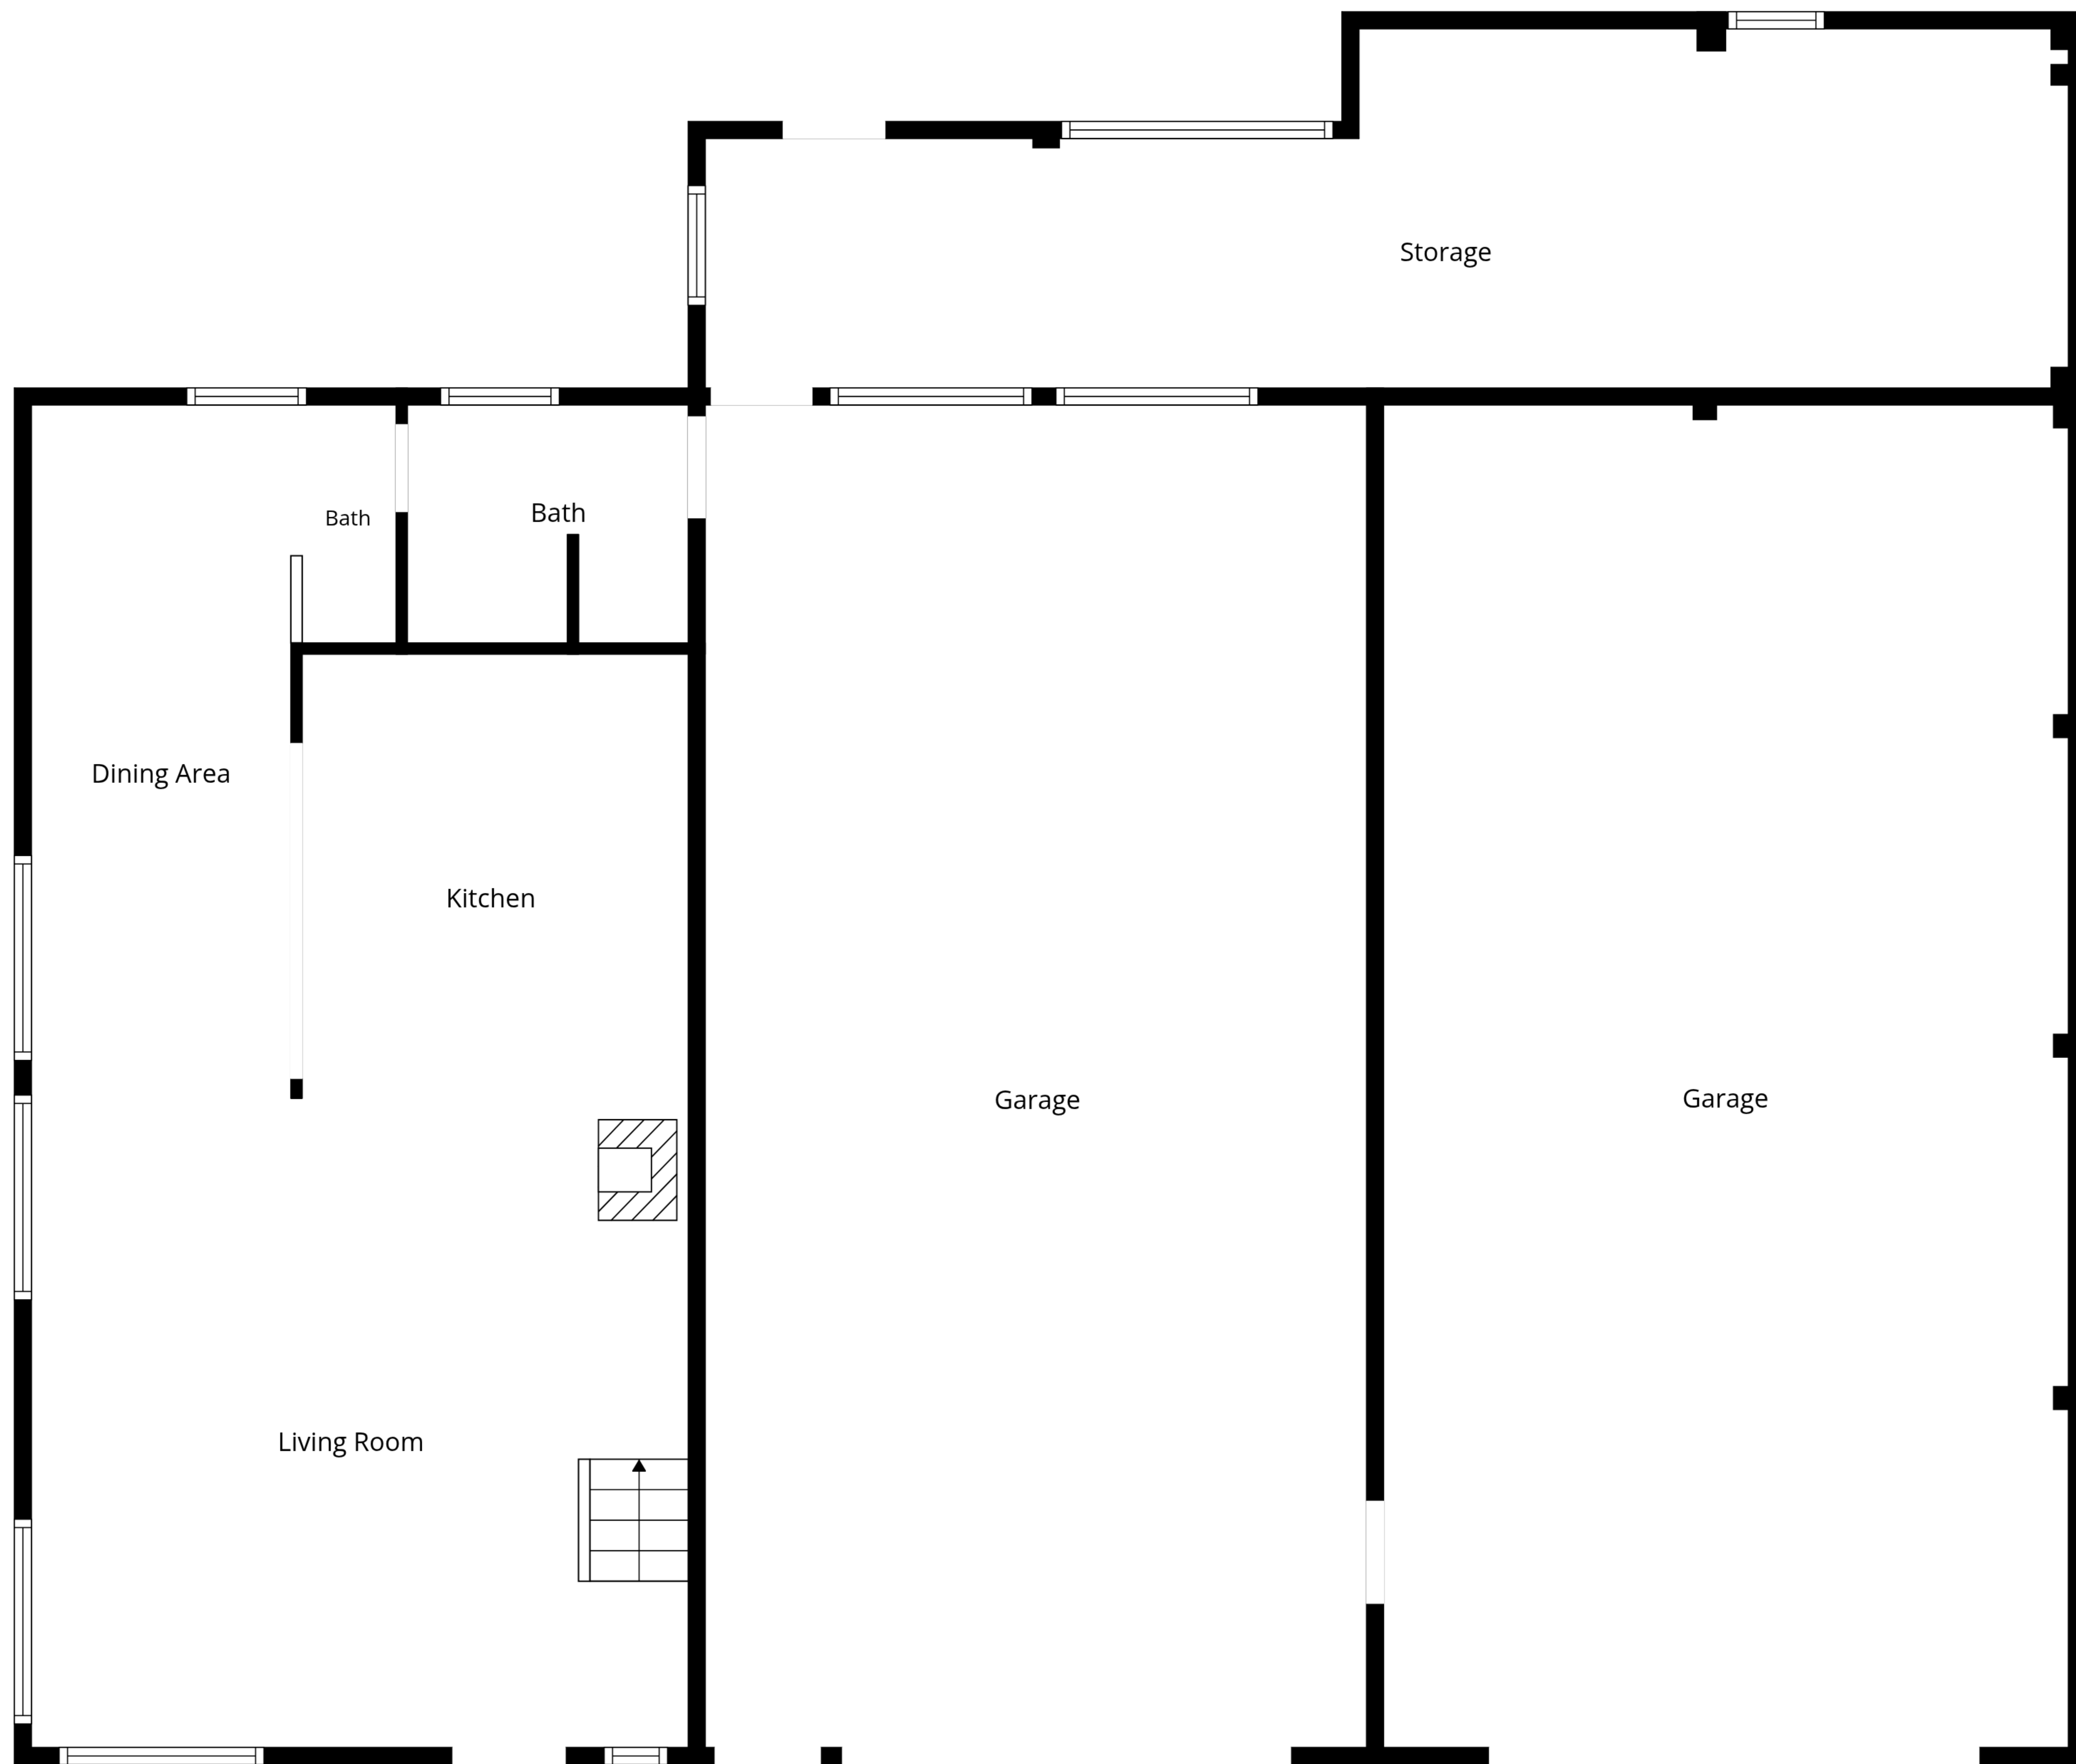 Storage
Bath
Bath
Dining Area
Kitchen
Garage
Garage
Living Room